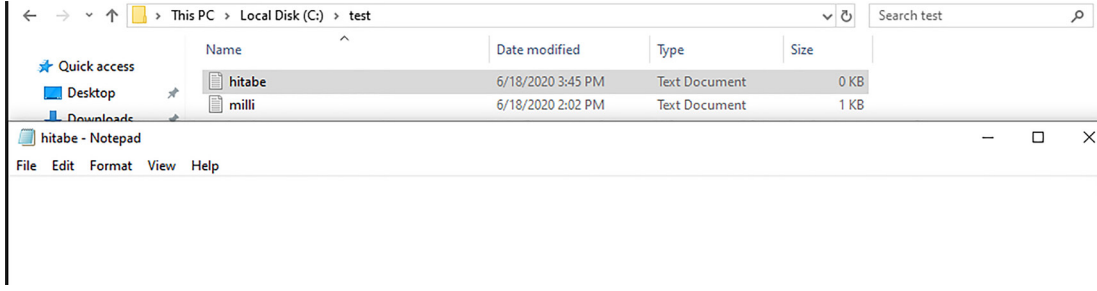 This PC > Local Disk (C:) > test
Search test
Name Date modified Type Size
Quick access
hitabe 6/18/2020 3:45 PM Text Document 0 KB
Desktop
milli 6/18/2020 2:02 PM Text Document 1 KB
Downloads
hitabe - Notepad
File Edit Format View Help